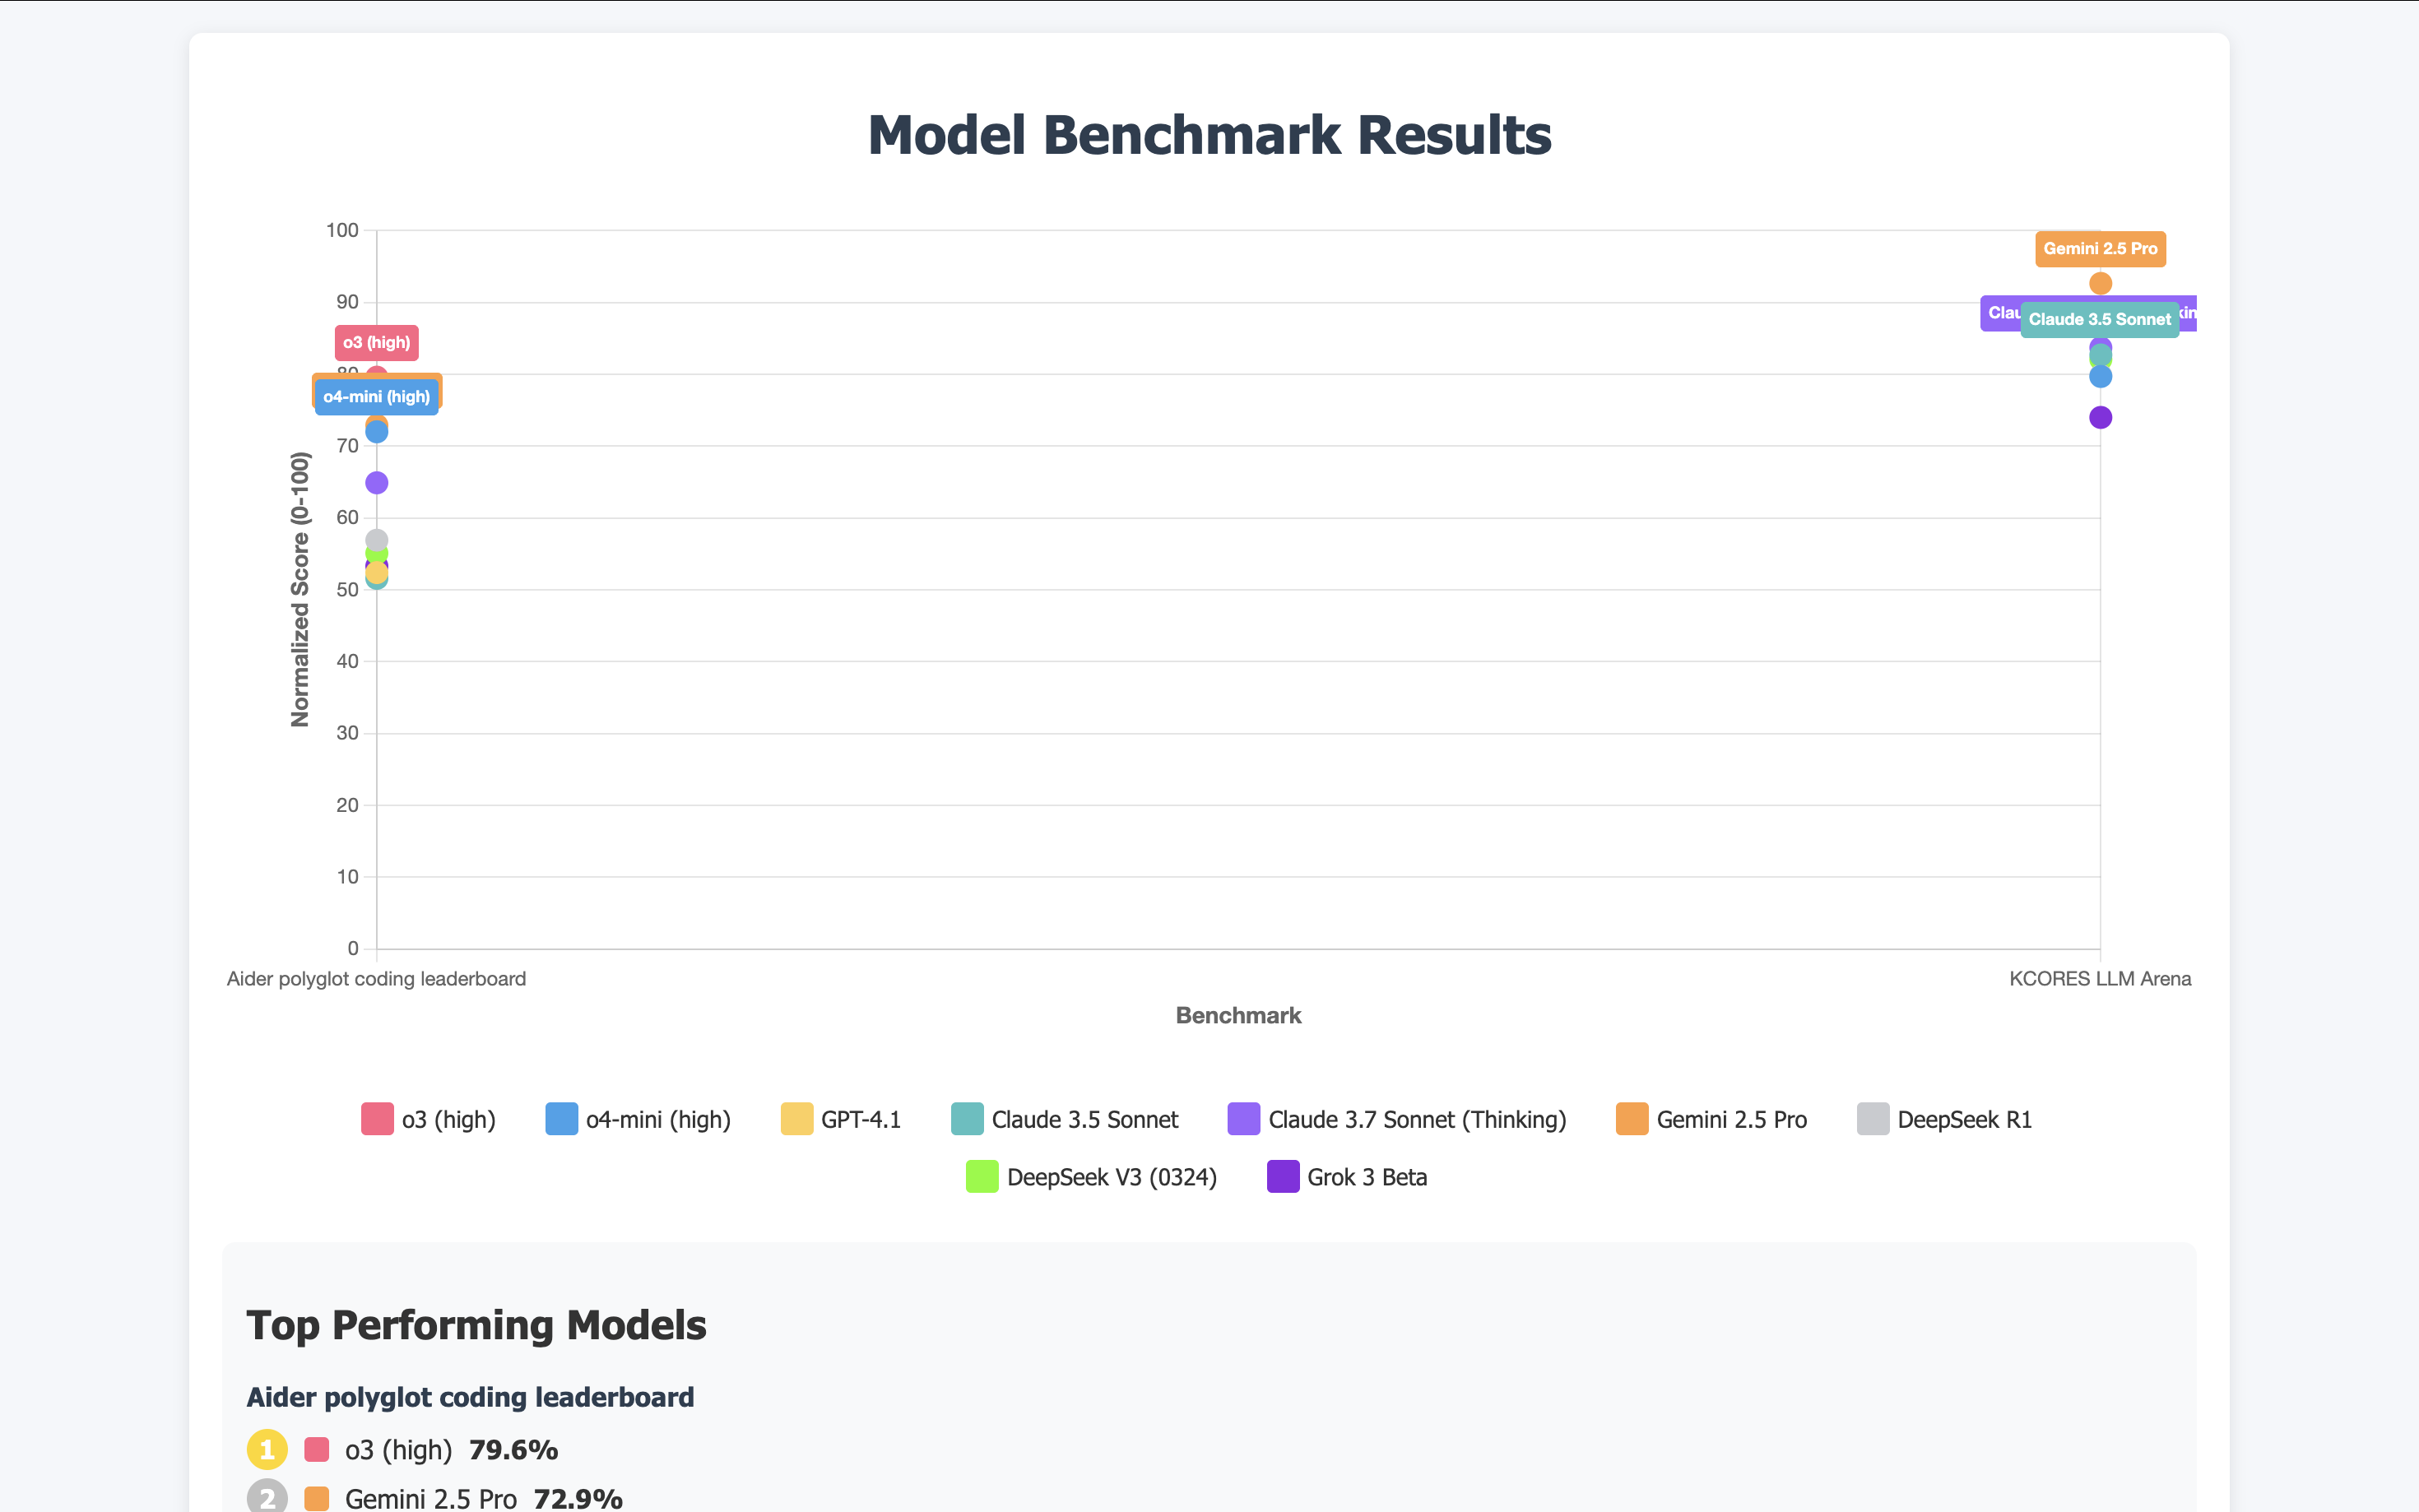 Model Benchmark Results
100
90
80
70
60
50
40
30
20
10
0
Normalized Score (0-100)
o3 (high)
o4-mini (high)
Gemini 2.5 Pro
Claude 3.5 Sonnet
Aider polyglot coding leaderboard
KCORES LLM Arena
Benchmark
o3 (high)
o4-mini (high)
GPT-4.1
Claude 3.5 Sonnet
Claude 3.7 Sonnet (Thinking)
Gemini 2.5 Pro
DeepSeek R1
DeepSeek V3 (0324)
Grok 3 Beta
Top Performing Models
Aider polyglot coding leaderboard
1 o3 (high) 79.6%
2 Gemini 2.5 Pro 72.9%